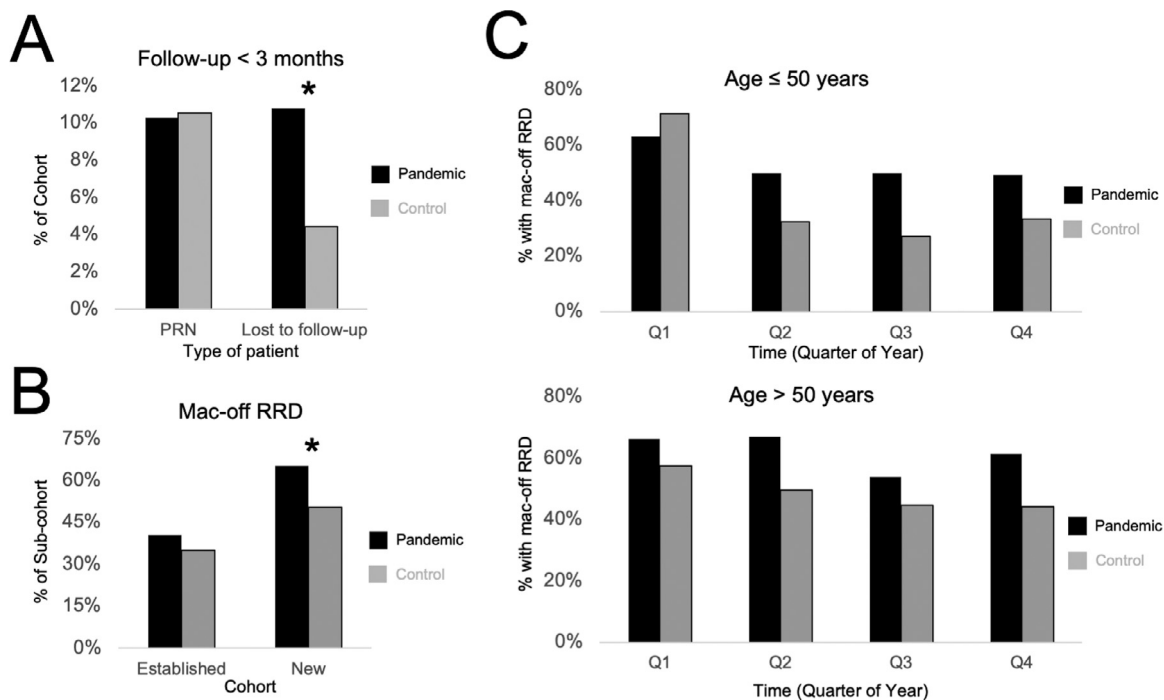 A
Follow-up < 3 months
*
12%
10%
8%
6%
4%
2%
0%
% of Cohort
PRN
Lost to follow-up
Type of patient
Pandemic
Control
B
Mac-off RRD
*
75%
60%
45%
30%
15%
0%
% of Sub-cohort
Established
New
Cohort
Pandemic
Control
C
Age ≤ 50 years
80%
60%
40%
20%
0%
% with mac-off RRD
Q1
Q2
Q3
Q4
Time (Quarter of Year)
Pandemic
Control
Age > 50 years
80%
60%
40%
20%
0%
% with mac-off RRD
Q1
Q2
Q3
Q4
Time (Quarter of Year)
Pandemic
Control